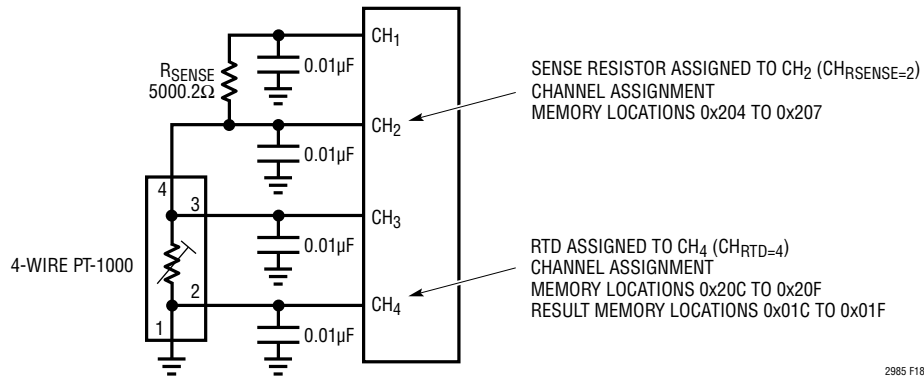 CH1
0.01µF
RSENSE
5000.2Ω
SENSE RESISTOR ASSIGNED TO CH2 (CHRSENSE=2)
CHANNEL ASSIGNMENT
MEMORY LOCATIONS 0x204 TO 0x207
CH2
0.01µF
4
3
CH3
0.01µF
4-WIRE PT-1000
RTD ASSIGNED TO CH4 (CHRTD=4)
CHANNEL ASSIGNMENT
MEMORY LOCATIONS 0x20C TO 0x20F
RESULT MEMORY LOCATIONS 0x01C TO 0x01F
2
CH4
1
0.01µF
2985 F18